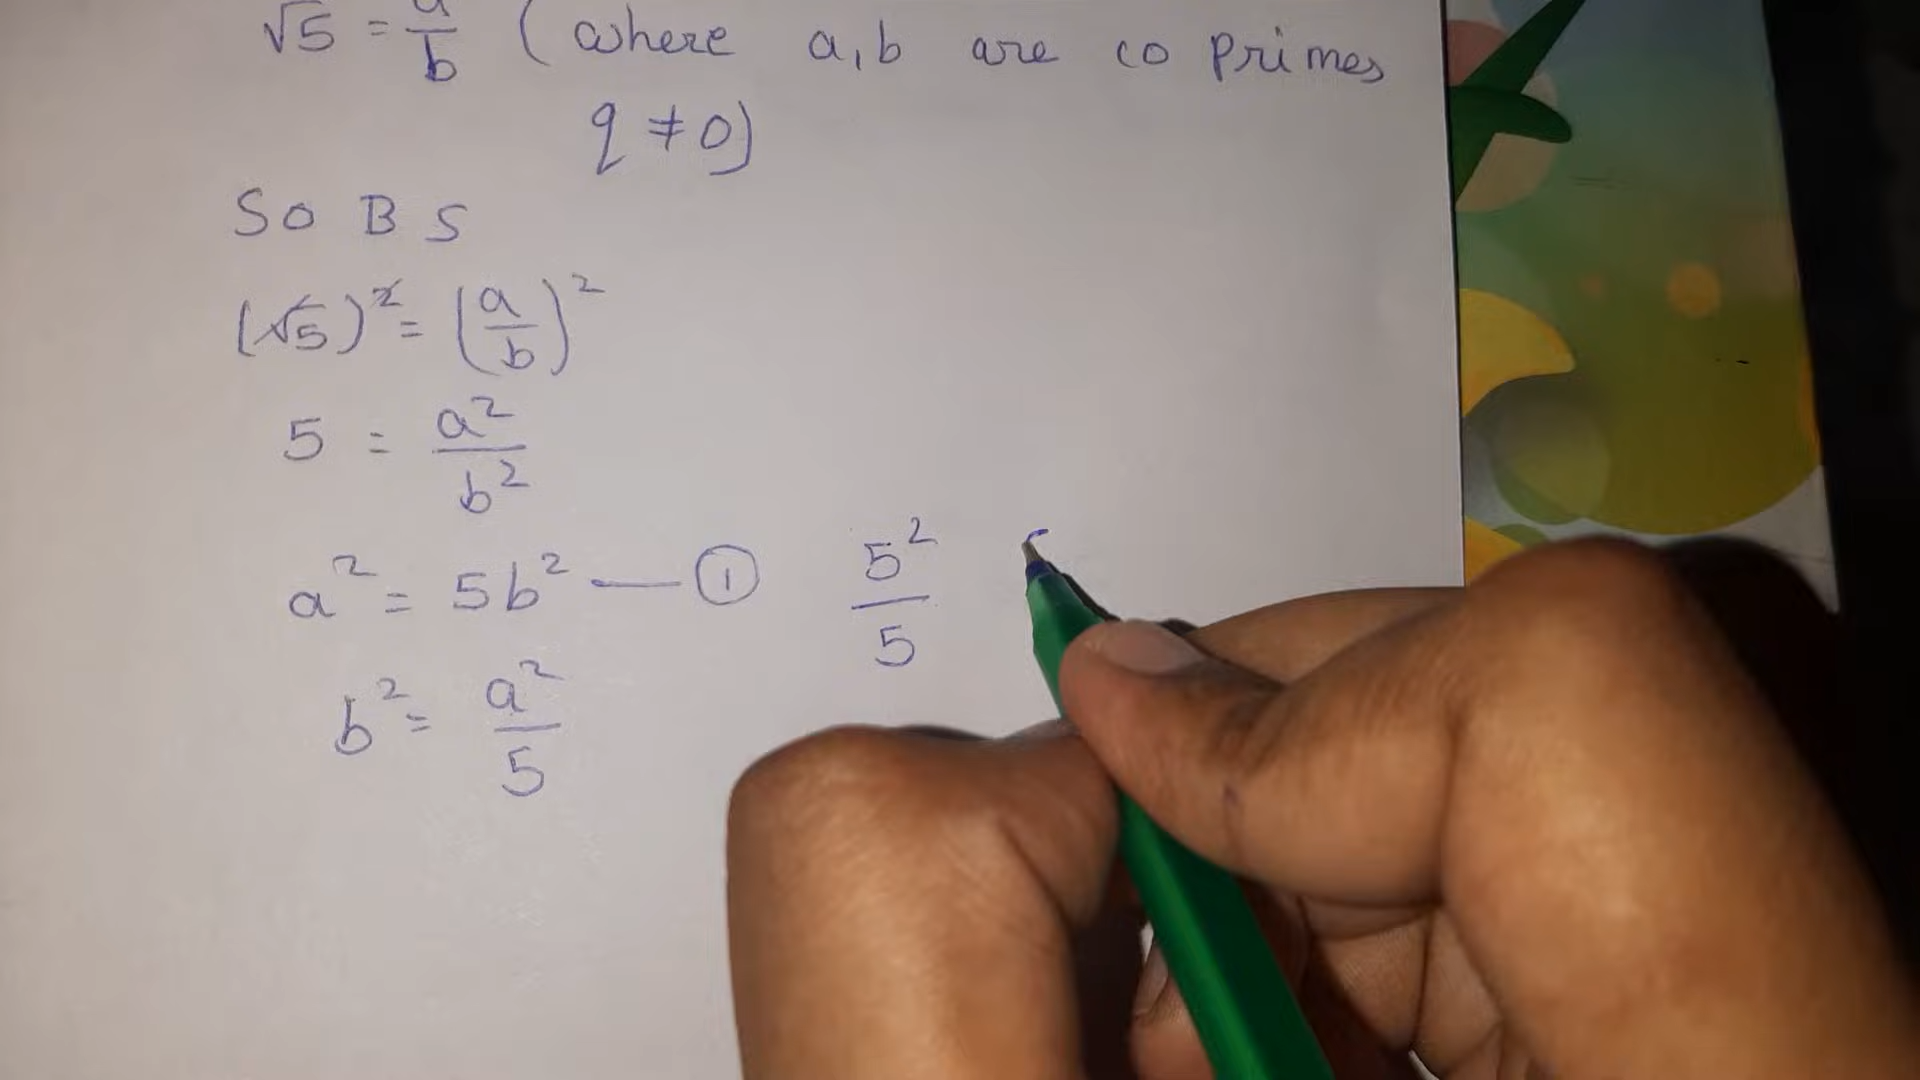 √5 = a/b (where a,b are co primes
q ≠ 0)
SO B S
(√5)² = (a/b)²
5 = a²/b²
a² = 5b² — ① 5²/5
b² = a²/5